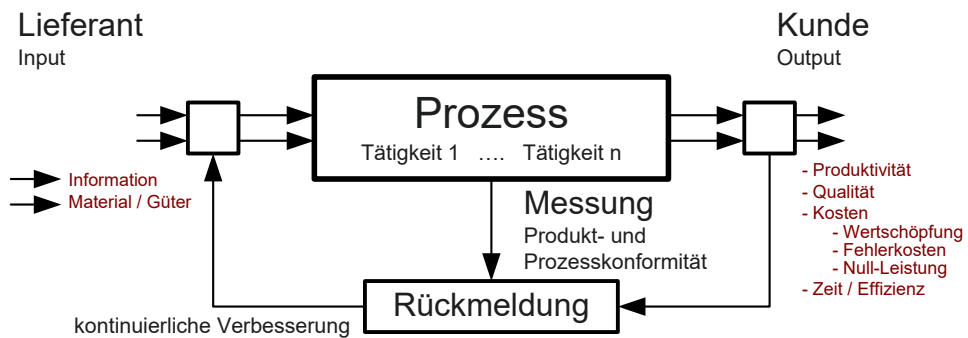 Lieferant
Input
Kunde
Output
Prozess
Tätigkeit 1 .... Tätigkeit n
Information
Material / Güter
Messung
Produkt- und
Prozesskonformität
- Produktivität
- Qualität
- Kosten
- Wertschöpfung
- Fehlerkosten
- Null-Leistung
- Zeit / Effizienz
Rückmeldung
kontinuierliche Verbesserung